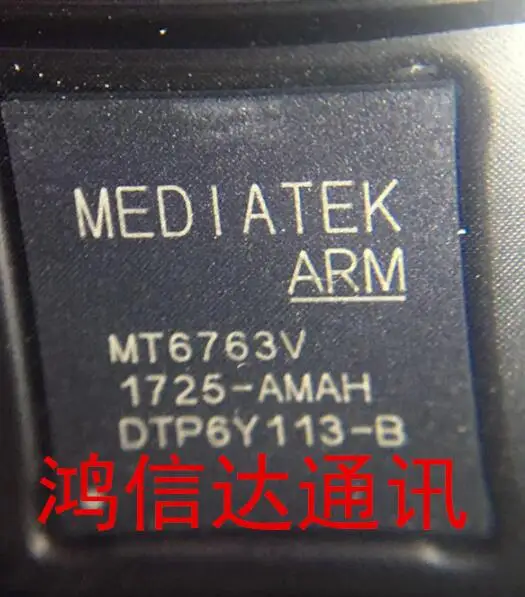 MEDIATEK
ARM
MT6763V
1725-AMAH
DTP6Y113-B
鸿信达通讯